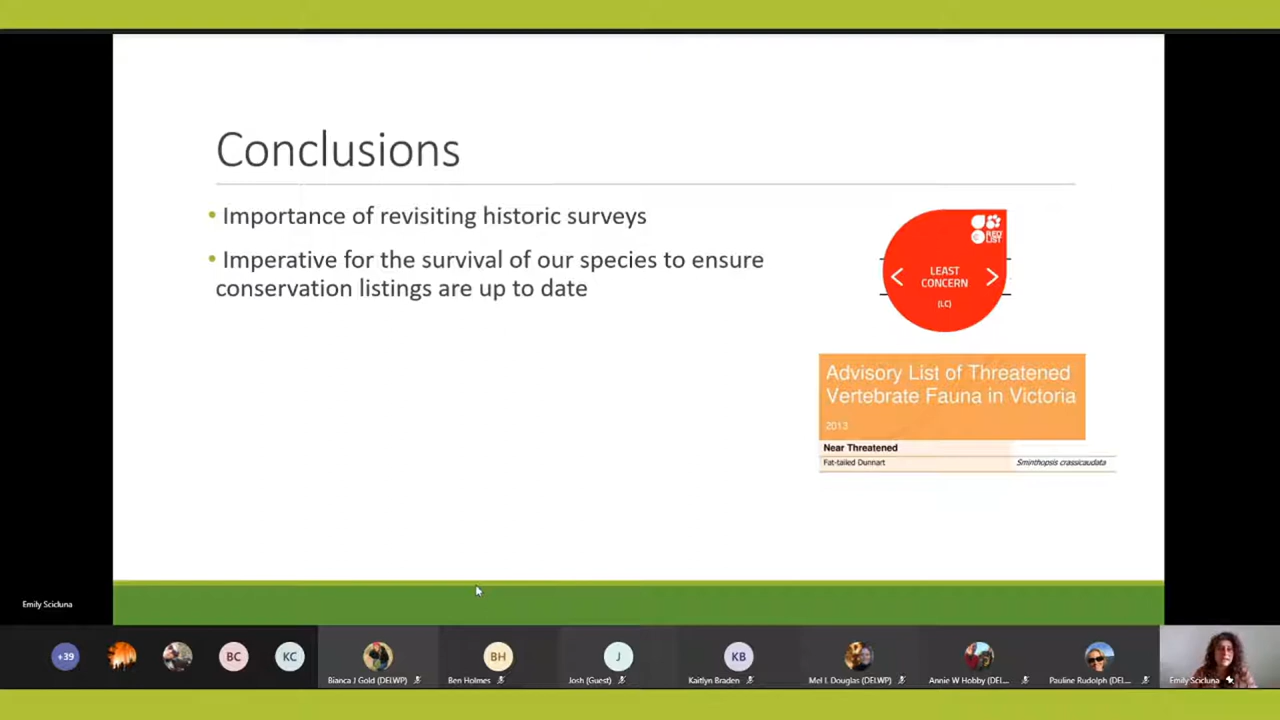 Conclusions
• Importance of revisiting historic surveys
• Imperative for the survival of our species to ensure
conservation listings are up to date
RED
LIST
< LEAST
CONCERN >
(LC)
Advisory List of Threatened
Vertebrate Fauna in Victoria
2013
Near Threatened
Fat-tailed Dunnart Sminthopsis crassicaudata
Emily Scicluna
+39 BC KC BH J KB
Bianca J Gold (DELWP) Ben Holmes Josh (Guest) Kaitlyn Braden Mel I. Douglas (DELWP) Annie W Hobby (DEL... Pauline Rudolph (DEL... Emily Scicluna